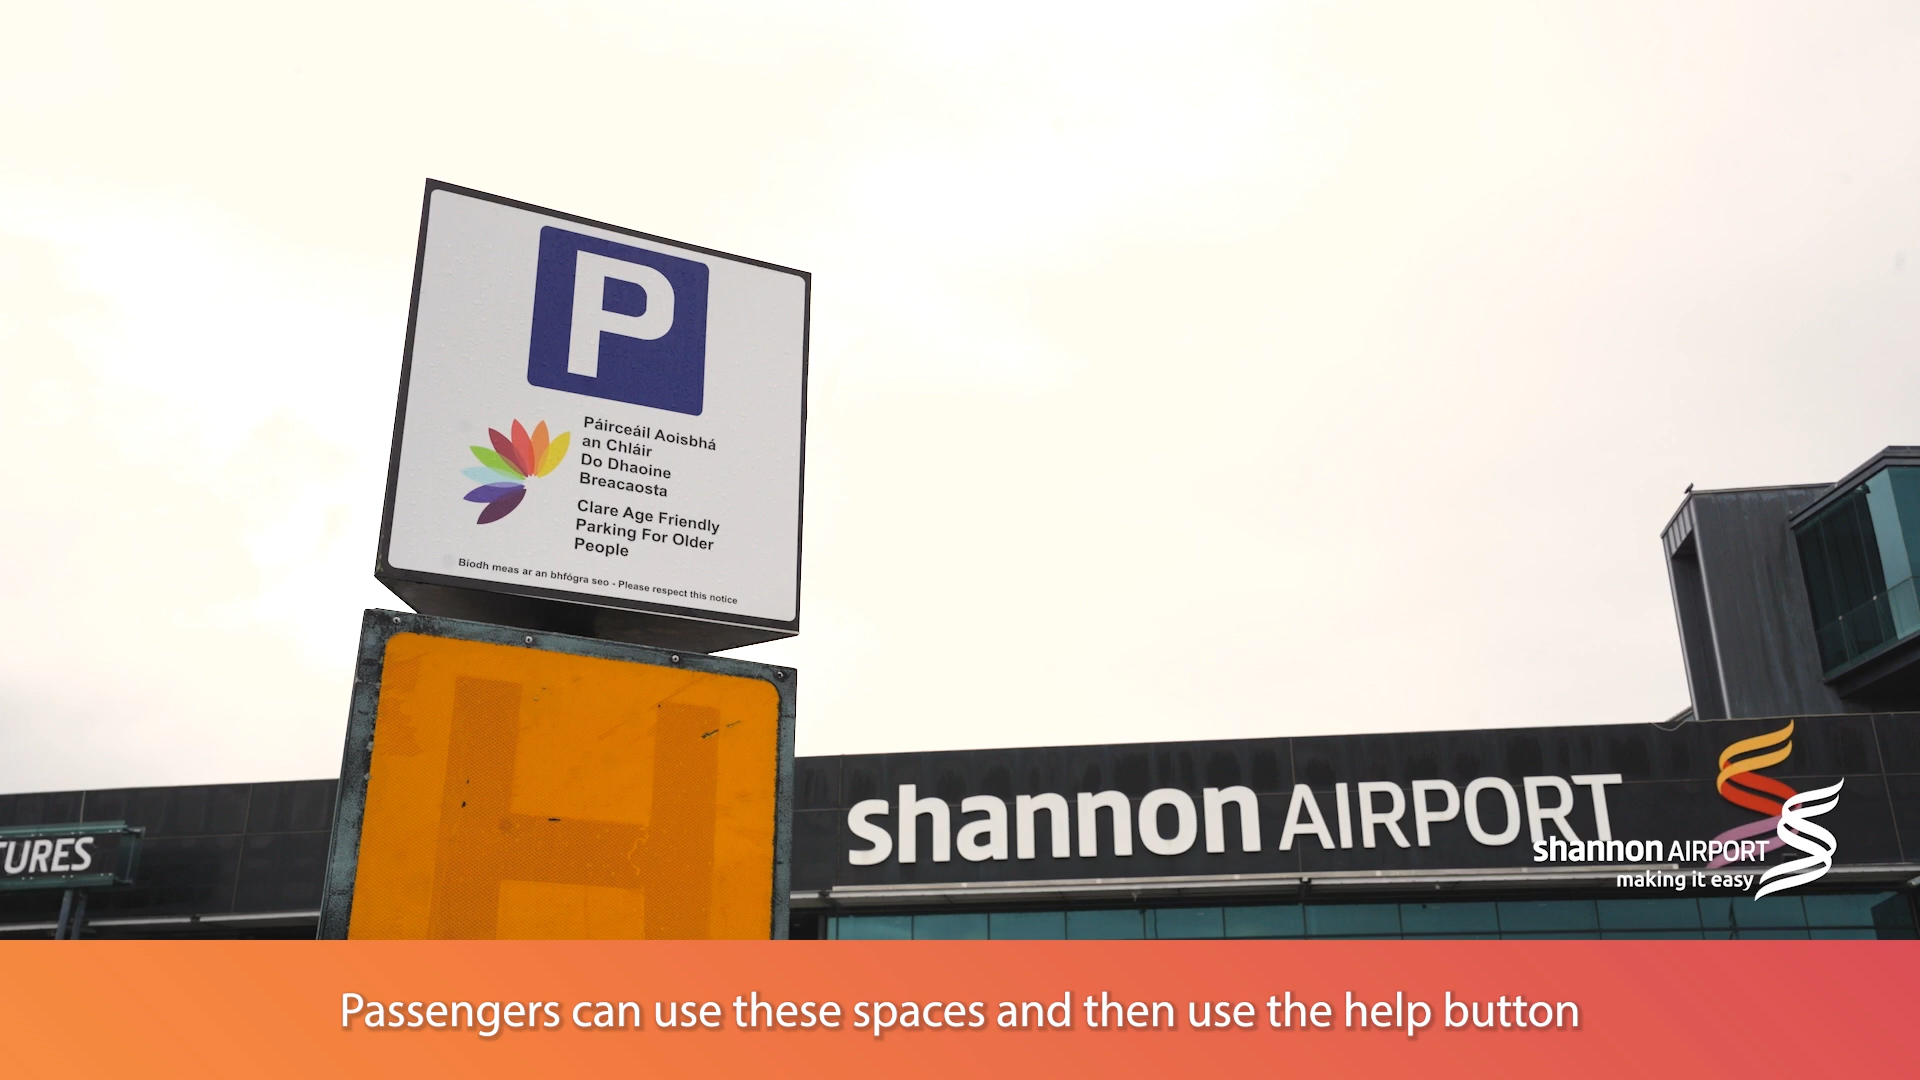 P
Páirceáil Aoisbhá
an Chláir
Do Dhaoine
Breacaosta
Clare Age Friendly
Parking For Older
People
Bíodh meas ar an bhfógra seo - Please respect this notice
H
TURES
shannon AIRPORT
shannon AIRPORT
making it easy
Passengers can use these spaces and then use the help button